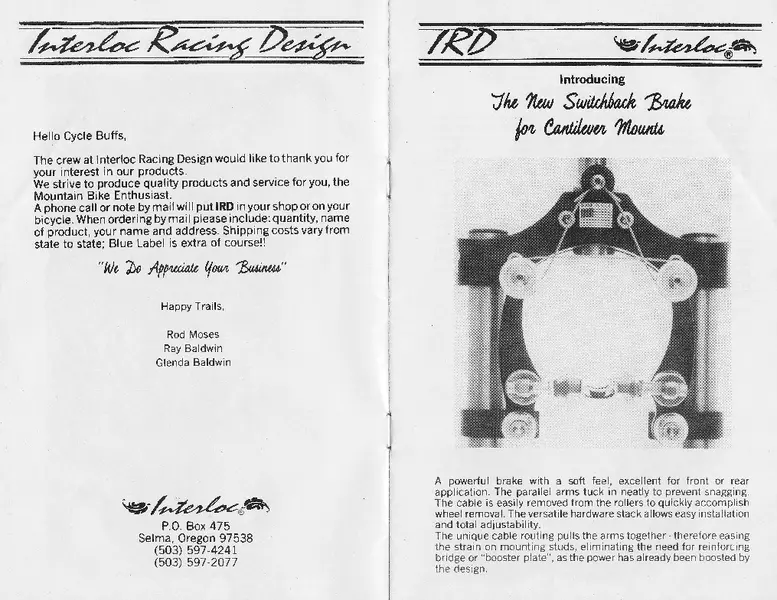 Interloc Racing Design
Hello Cycle Buffs,
The crew at Interloc Racing Design would like to thank you for
your interest in our products.
We strive to produce quality products and service for you, the
Mountain Bike Enthusiast.
A phone call or note by mail will put IRD in your shop or on your
bicycle. When ordering by mail please include: quantity, name
of product, your name and address. Shipping costs vary from
state to state; Blue Label is extra of course!!
"We Do Appreciate Your Business"
Happy Trails,
Rod Moses
Ray Baldwin
Glenda Baldwin
Interloc®
P.O. Box 475
Selma, Oregon 97538
(503) 597-4241
(503) 597-2077
IRD Interloc®
Introducing
The New Switchback Brake
for Cantilever Mounts
A powerful brake with a soft feel, excellent for front or rear
application. The parallel arms tuck in neatly to prevent snagging.
The cable is easily removed from the rollers to quickly accomplish
wheel removal. The versatile hardware stack allows easy installation
and total adjustability.
The unique cable routing pulls the arms together - therefore easing
the strain on mounting studs, eliminating the need for reinforcing
bridge or "booster plate", as the power has already been boosted by
the design.